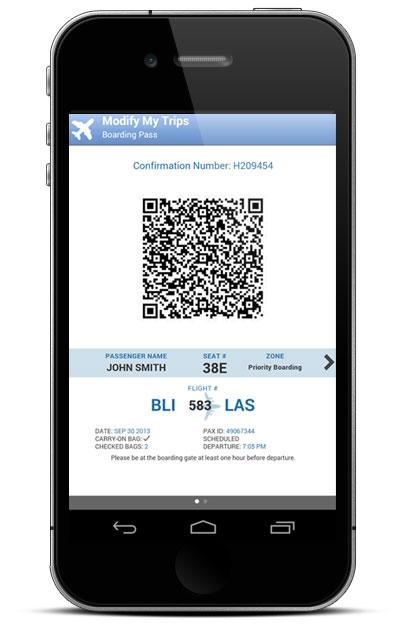 Modify My Trips
Boarding Pass
Confirmation Number: H209454
PASSENGER NAME SEAT # ZONE
JOHN SMITH 38E Priority Boarding
FLIGHT #
BLI 583 LAS
DATE: SEP 30 2013 PAX ID: 49067344
CARRY-ON BAG: ✓ SCHEDULED
CHECKED BAGS: 2 DEPARTURE: 7:05 PM
Please be at the boarding gate at least one hour before departure.